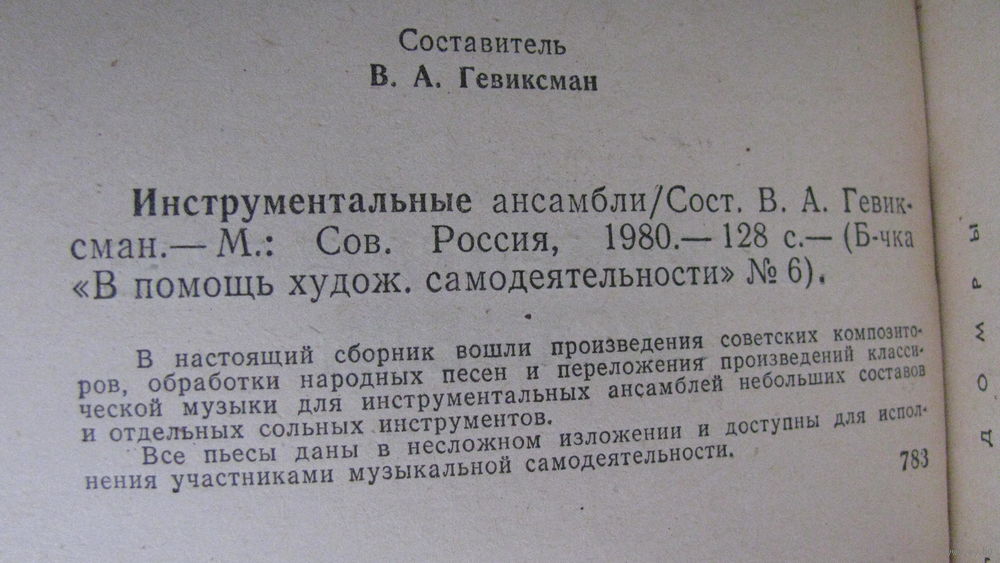 Составитель
В. А. Гевиксман
Инструментальные ансамбли/Сост. В. А. Гевик-
сман.— М.: Сов. Россия, 1980.— 128 с.— (Б-чка
«В помощь худож. самодеятельности» № 6).
В настоящий сборник вошли произведения советских композито-
ров, обработки народных песен и переложения произведений класси-
ческой музыки для инструментальных ансамблей небольших составов
и отдельных сольных инструментов.
Все пьесы даны в несложном изложении и доступны для испол-
нения участниками музыкальной самодеятельности.
783
ДОМРЫ